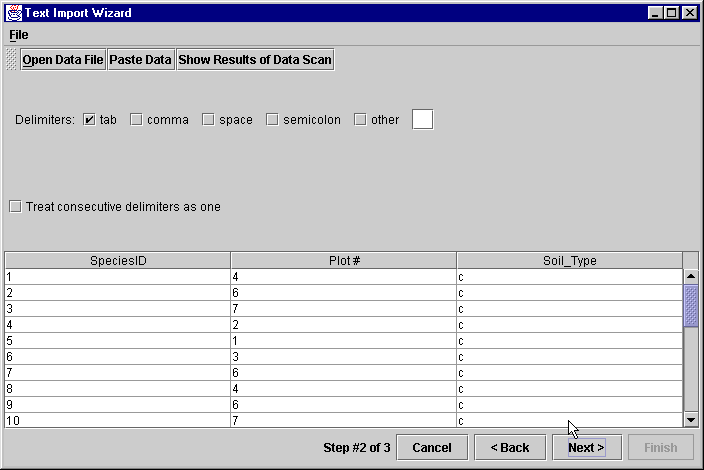 Text Import Wizard
File
Open Data File Paste Data Show Results of Data Scan
Delimiters: tab comma space semicolon other
Treat consecutive delimiters as one
SpeciesID Plot # Soil_Type
1 4 c
2 6 c
3 7 c
4 2 c
5 1 c
6 3 c
7 6 c
8 4 c
9 6 c
10 7 c
Step #2 of 3 Cancel < Back Next > Finish